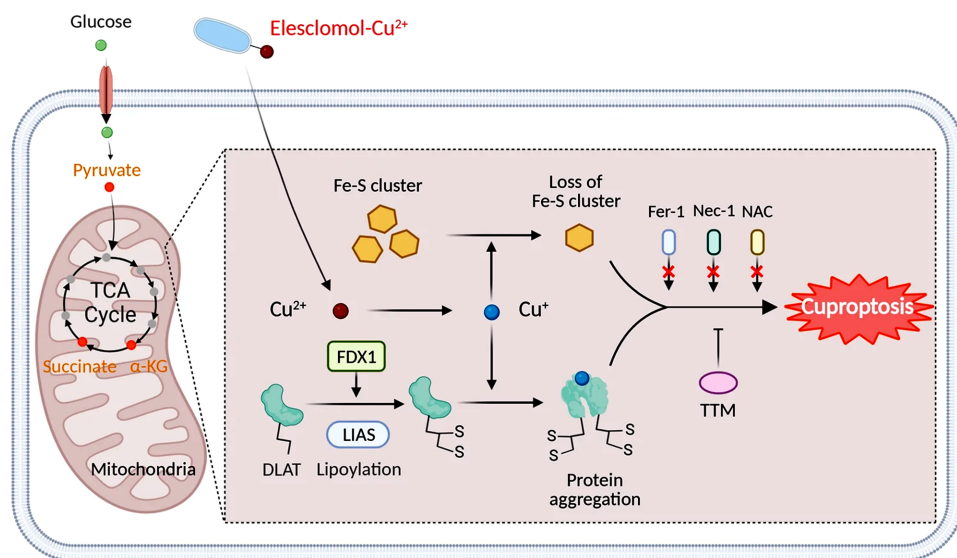 Glucose
Elesclomol-Cu²⁺
Pyruvate
TCA
Cycle
Succinate α-KG
Mitochondria
Fe-S cluster
Loss of
Fe-S cluster
Fer-1 Nec-1 NAC
Cu²⁺
Cu⁺
Cuproptosis
FDX1
LIAS
DLAT
Lipoylation
S
S
S
S
S
S
TTM
Protein
aggregation